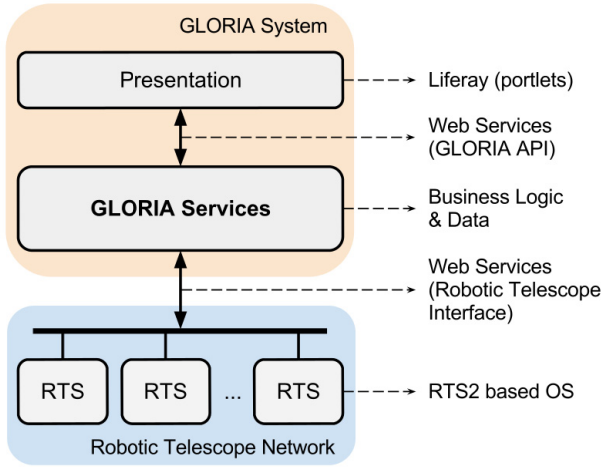 GLORIA System
Presentation
Liferay (portlets)
Web Services
(GLORIA API)
GLORIA Services
Business Logic
& Data
Web Services
(Robotic Telescope
Interface)
RTS
RTS
...
RTS
RTS2 based OS
Robotic Telescope Network